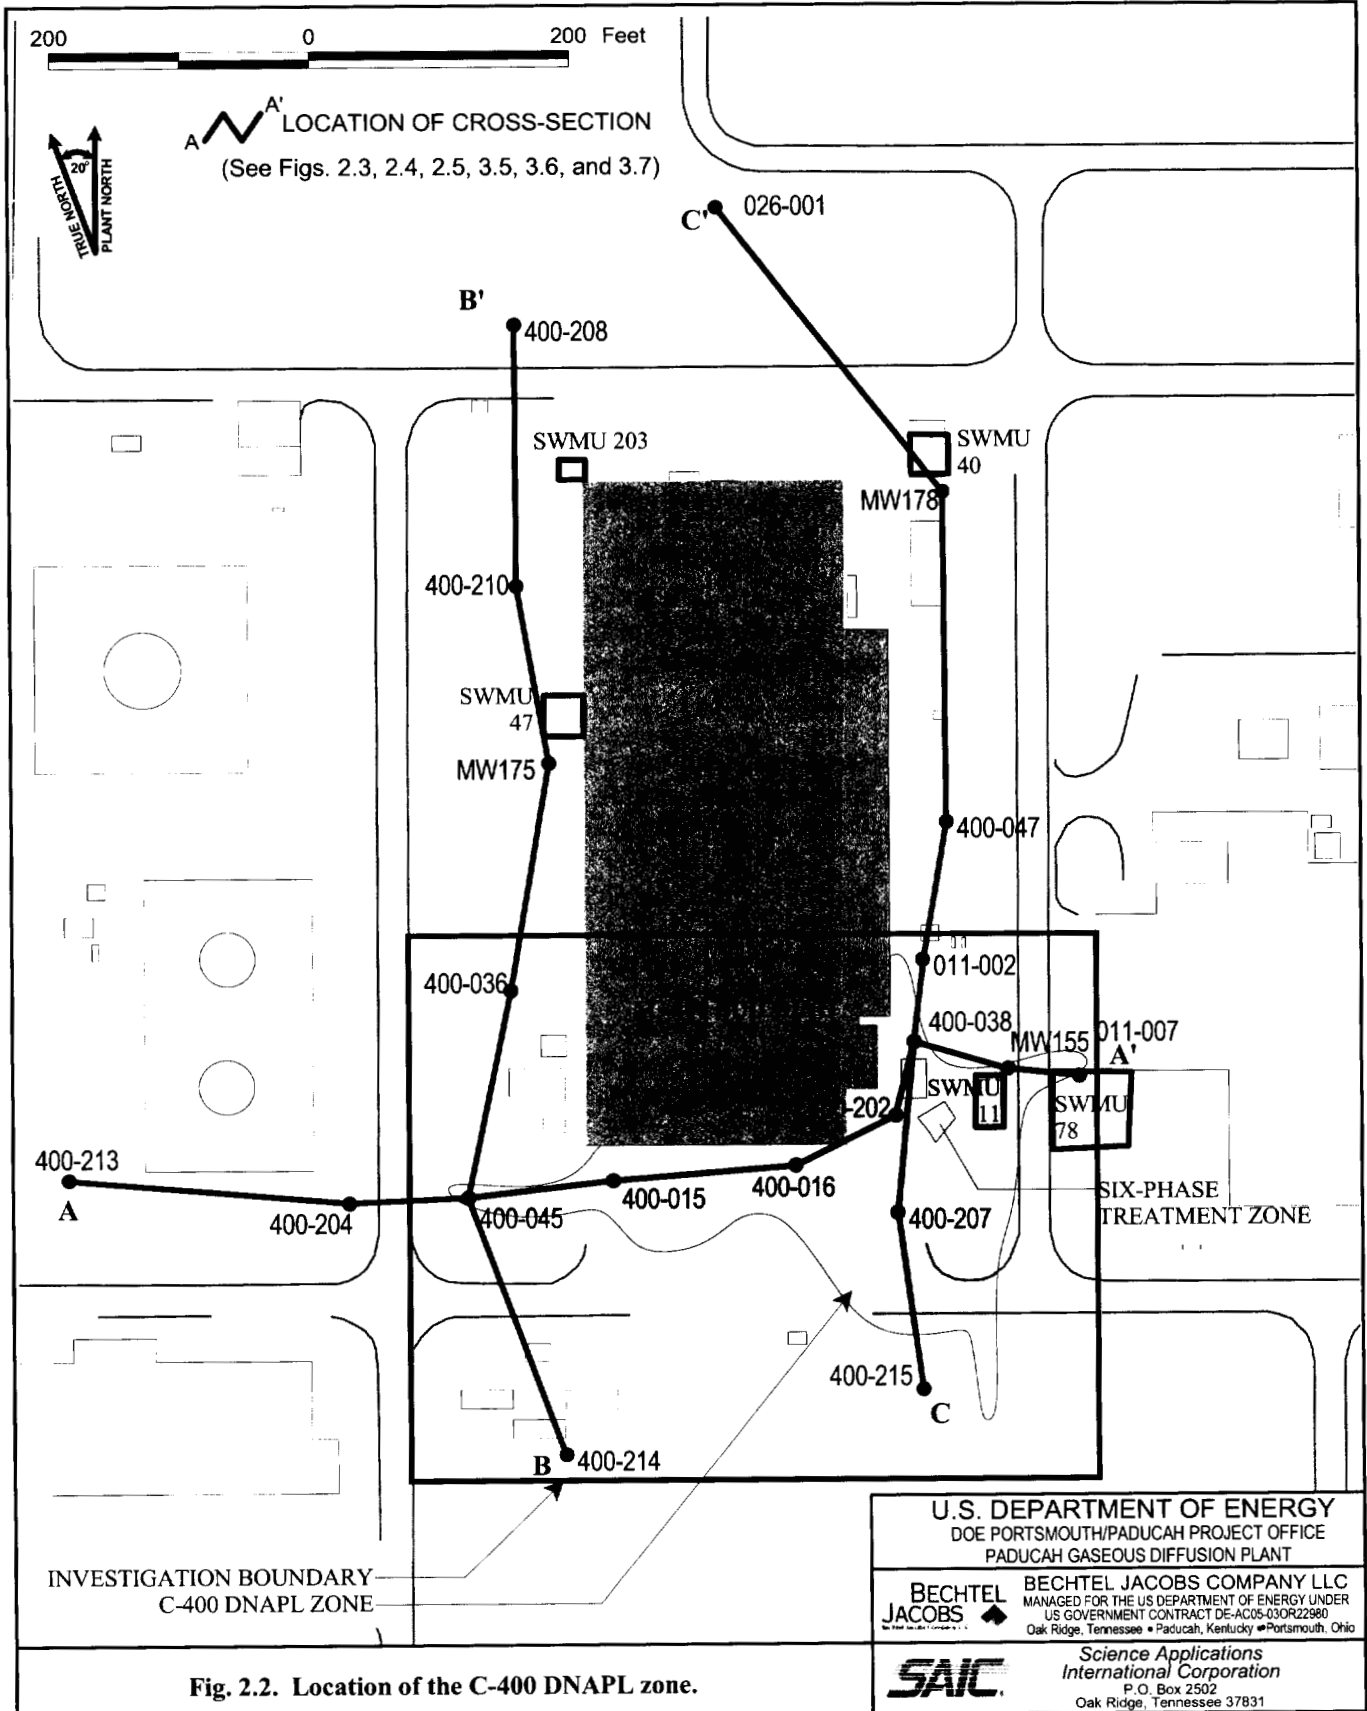 200 0 200 Feet
A A' LOCATION OF CROSS-SECTION
(See Figs. 2.3, 2.4, 2.5, 3.5, 3.6, and 3.7)
20°
TRUE NORTH
PLANT NORTH
C' 026-001
B'
400-208
SWMU 203
SWMU
40
MW178
400-210
SWMU
47
MW175
400-047
011-002
400-036
400-038
MW155
011-007
A'
SWMU
11
SWMU
78
-202
400-213
A
400-204
400-045
400-015
400-016
400-207
SIX-PHASE
TREATMENT ZONE
400-215
C
B 400-214
INVESTIGATION BOUNDARY
C-400 DNAPL ZONE
U.S. DEPARTMENT OF ENERGY
DOE PORTSMOUTH/PADUCAH PROJECT OFFICE
PADUCAH GASEOUS DIFFUSION PLANT
BECHTEL
JACOBS
BECHTEL JACOBS COMPANY LLC
MANAGED FOR THE US DEPARTMENT OF ENERGY UNDER
US GOVERNMENT CONTRACT DE-AC05-03OR22980
Oak Ridge, Tennessee • Paducah, Kentucky • Portsmouth, Ohio
SAIC
Science Applications
International Corporation
P.O. Box 2502
Oak Ridge, Tennessee 37831
Fig. 2.2. Location of the C-400 DNAPL zone.